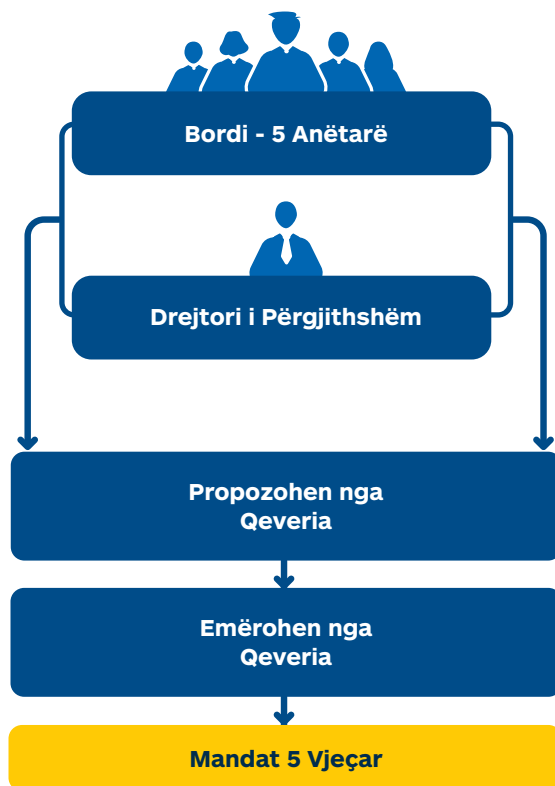 Bordi - 5 Anëtarë
Drejtori i Përgjithshëm
Propozohen nga
Qeveria
Emërohen nga
Qeveria
Mandat 5 Vjeçar